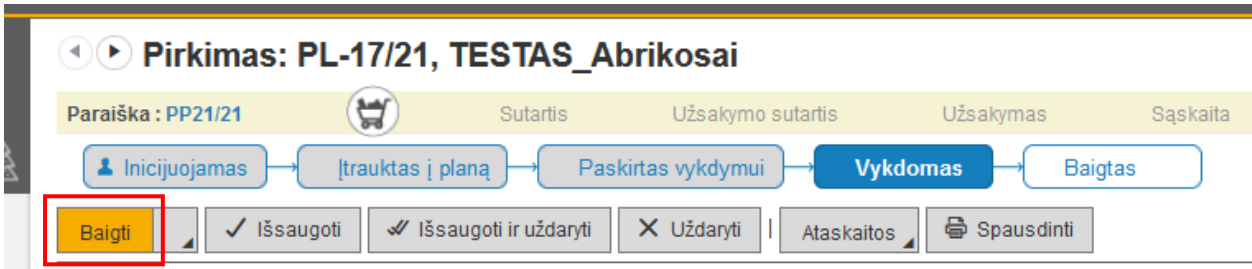 Pirkimas: PL-17/21, TESTAS_Abrikosai
Paraiška : PP21/21 Sutartis Užsakymo sutartis Užsakymas Sąskaita
Inicijuojamas Įtrauktas į planą Paskirtas vykdymui Vykdomas Baigtas
Baigti Išsaugoti Išsaugoti ir uždaryti Uždaryti | Ataskaitos Spausdinti